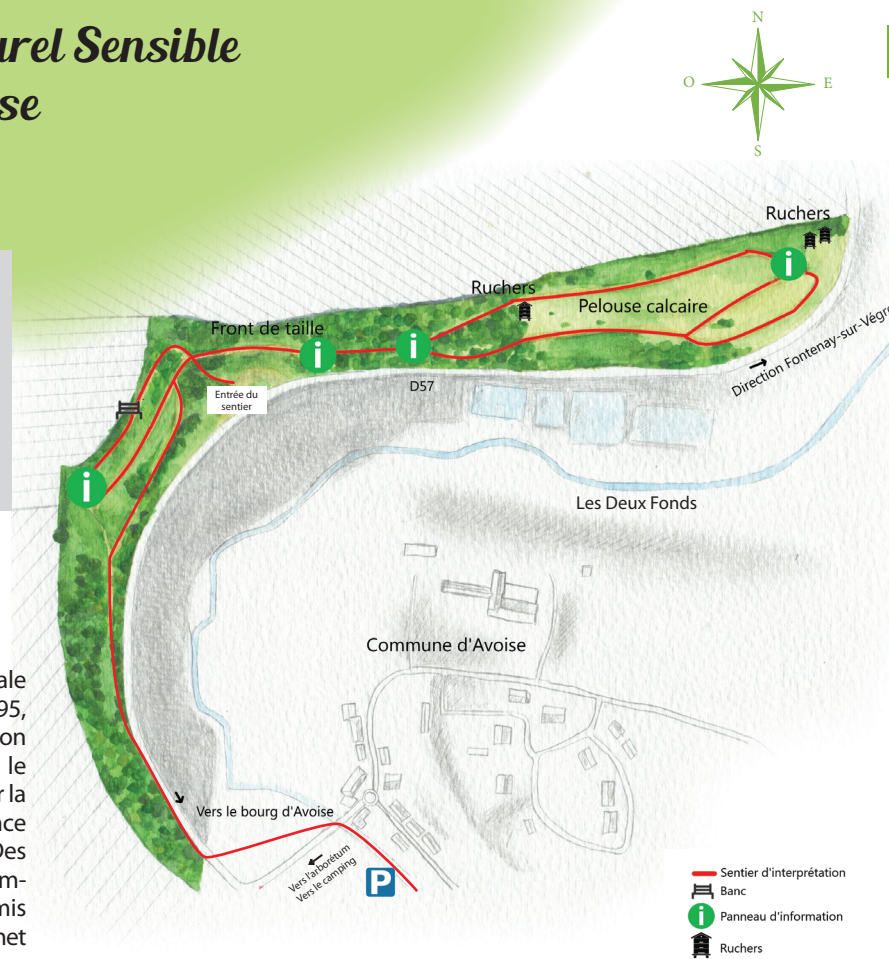 urel Sensible
se
N
O
E
S
Ruchers
Ruchers
Pelouse calcaire
Front de taille
Direction Fontenay-sur-Vègre
D57
Entrée du
sentier
Les Deux Fonds
Commune d'Avoise
ale
95,
on
le
r la
nce
Des
m-
mis
net
Vers le bourg d'Avoise
Vers l'arborétum
Vers le camping
P
Sentier d'interprétation
Banc
Panneau d'information
Ruchers